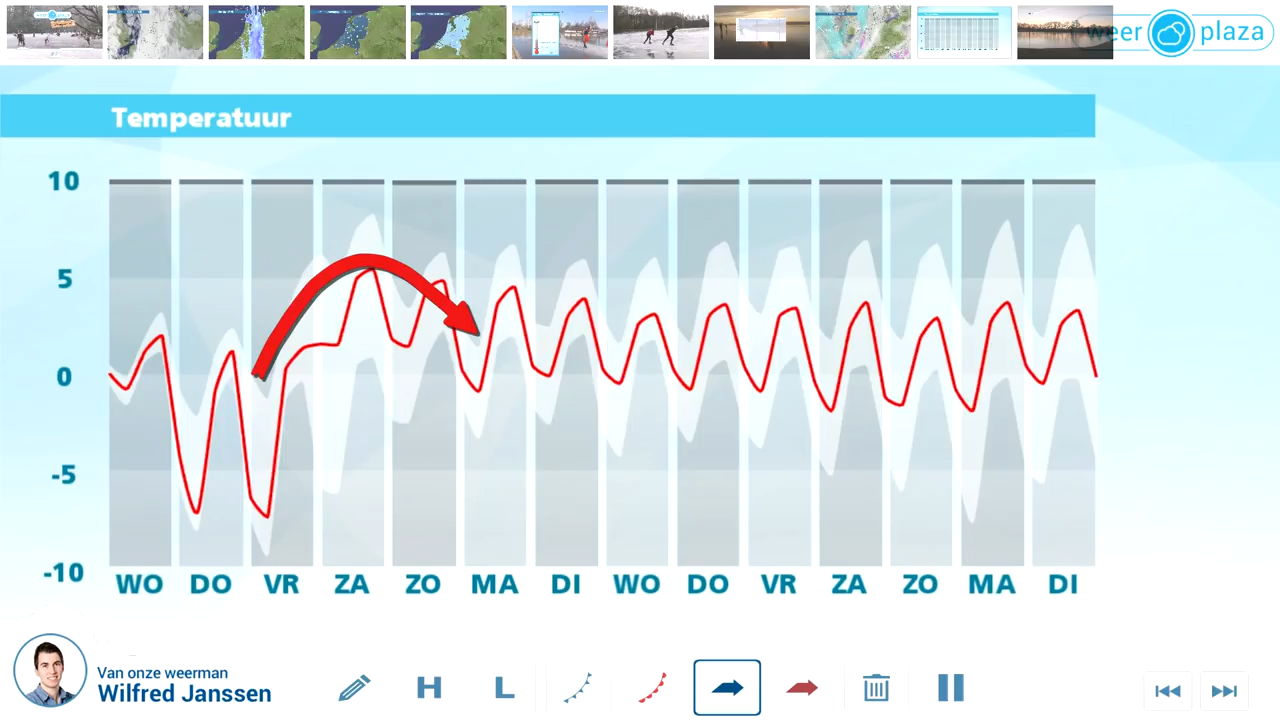 weer plaza
Temperatuur
10
5
0
-5
-10
WO DO VR ZA ZO MA DI WO DO VR ZA ZO MA DI
Van onze weerman
Wilfred Janssen
H L